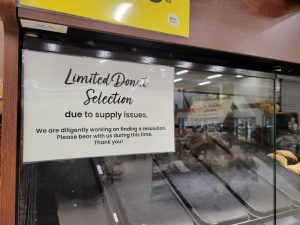 Limited Donut
Selection
due to supply issues.
We are diligently working on finding a resolution.
Please bear with us during this time.
Thank you!